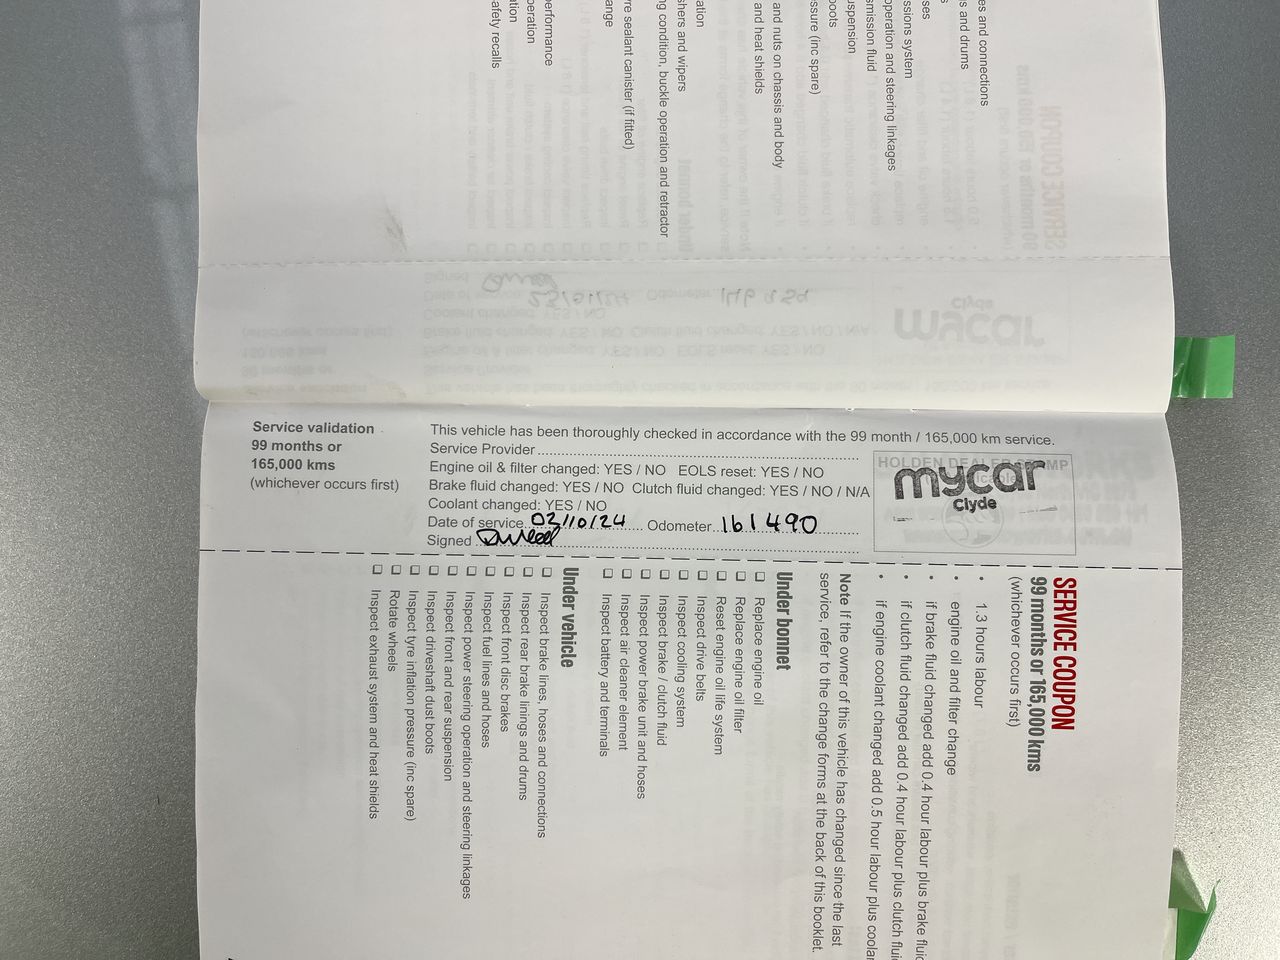 es and connections
s and drums
ses
ssions system
operation and steering linkages
smission fluid
uspension
boots
ssure (inc spare)
and nuts on chassis and body
and heat shields
ation
shers and wipers
ng condition, buckle operation and retractor
re sealant canister (if fitted)
ange
performance
peration
tion
afety recalls
Service validation
99 months or
165,000 kms
(whichever occurs first)
This vehicle has been thoroughly checked in accordance with the 99 month / 165,000 km service.
Service Provider
Engine oil & filter changed: YES / NO EOLS reset: YES / NO
Brake fluid changed: YES / NO Clutch fluid changed: YES / NO / N/A
Coolant changed: YES / NO
Date of service 03/10/24 Odometer 161490
Signed
HOLDEN DEALER STAMP
mycar
Clyde
SERVICE COUPON
99 months or 165,000 kms
(whichever occurs first)
• 1.3 hours labour
• engine oil and filter change
• if brake fluid changed add 0.4 hour labour plus brake fluid
• if clutch fluid changed add 0.4 hour labour plus clutch fluid
• if engine coolant changed add 0.5 hour labour plus coolan
Note If the owner of this vehicle has changed since the last
service, refer to the change forms at the back of this booklet.
Under bonnet
❑ Replace engine oil
❑ Replace engine oil filter
❑ Reset engine oil life system
❑ Inspect drive belts
❑ Inspect cooling system
❑ Inspect brake / clutch fluid
❑ Inspect power brake unit and hoses
❑ Inspect air cleaner element
❑ Inspect battery and terminals
Under vehicle
❑ Inspect brake lines, hoses and connections
❑ Inspect rear brake linings and drums
❑ Inspect front disc brakes
❑ Inspect fuel lines and hoses
❑ Inspect power steering operation and steering linkages
❑ Inspect front and rear suspension
❑ Inspect driveshaft dust boots
❑ Inspect tyre inflation pressure (inc spare)
❑ Rotate wheels
❑ Inspect exhaust system and heat shields